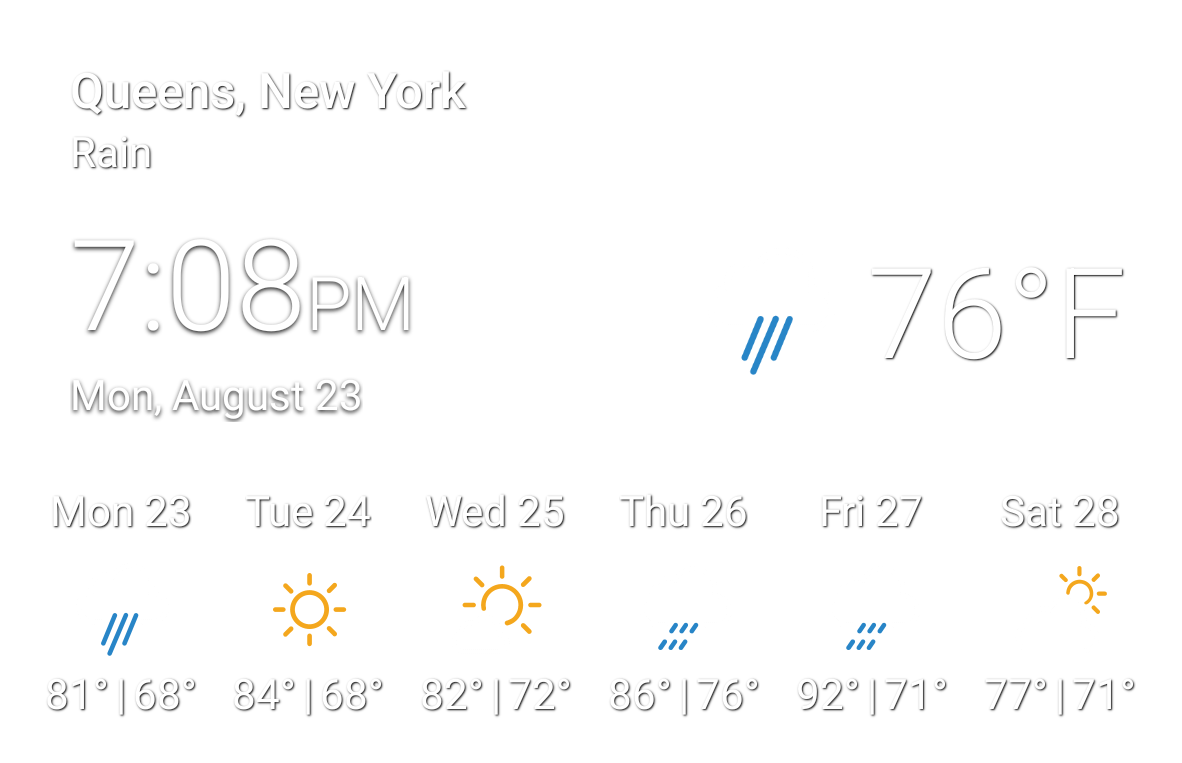 Queens, New York
Rain
7:08PM
76°F
Mon, August 23
Mon 23 Tue 24 Wed 25 Thu 26 Fri 27 Sat 28
81°|68° 84°|68° 82°|72° 86°|76° 92°|71° 77°|71°